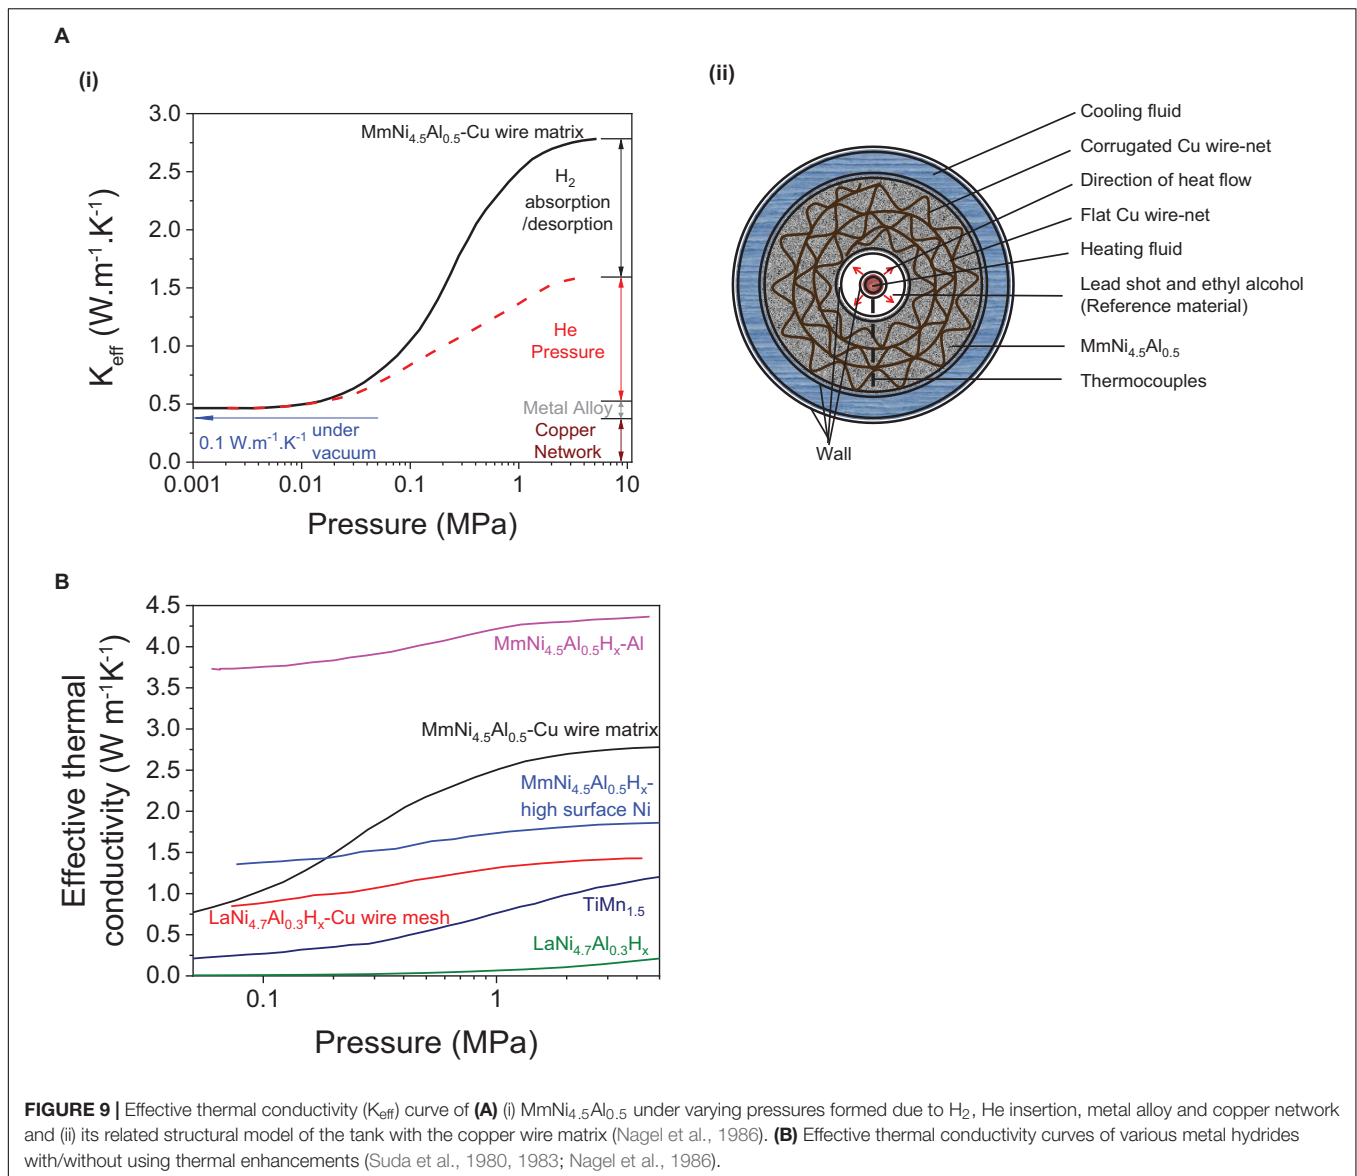 A
(i)
K_eff (W.m⁻¹.K⁻¹)
3.0
2.5
2.0
1.5
1.0
0.5
0.0
MmNi₄.₅Al₀.₅-Cu wire matrix
H₂
absorption
/desorption
He
Pressure
Metal Alloy
Copper
Network
0.1 W.m⁻¹.K⁻¹ under
vacuum
0.001 0.01 0.1 1 10
Pressure (MPa)
(ii)
Cooling fluid
Corrugated Cu wire-net
Direction of heat flow
Flat Cu wire-net
Heating fluid
Lead shot and ethyl alcohol
(Reference material)
MmNi₄.₅Al₀.₅
Thermocouples
Wall
B
Effective thermal
conductivity (W m⁻¹K⁻¹)
4.5
4.0
3.5
3.0
2.5
2.0
1.5
1.0
0.5
0.0
MmNi₄.₅Al₀.₅Hₓ-Al
MmNi₄.₅Al₀.₅-Cu wire matrix
MmNi₄.₅Al₀.₅Hₓ-
high surface Ni
LaNi₄.₇Al₀.₃Hₓ-Cu wire mesh
TiMn₁.₅
LaNi₄.₇Al₀.₃Hₓ
0.1 1
Pressure (MPa)
FIGURE 9 | Effective thermal conductivity (K_eff) curve of (A) (i) MmNi₄.₅Al₀.₅ under varying pressures formed due to H₂, He insertion, metal alloy and copper network
and (ii) its related structural model of the tank with the copper wire matrix (Nagel et al., 1986). (B) Effective thermal conductivity curves of various metal hydrides
with/without using thermal enhancements (Suda et al., 1980, 1983; Nagel et al., 1986).